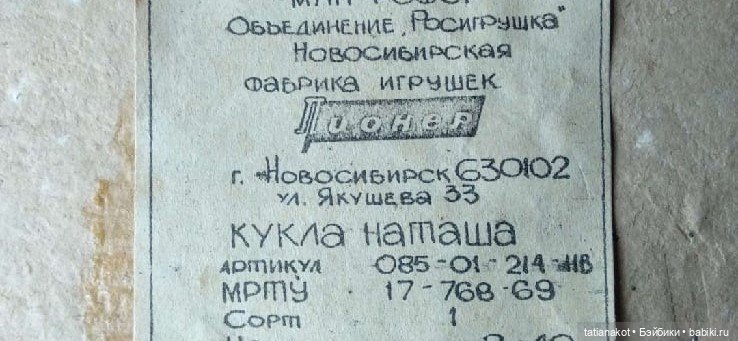 Объединение „Росигрушка"
Новосибирская
фабрика игрушек
Пионер
г. Новосибирск 630102
ул. Якушева 33
Кукла Наташа
Артикул 085-01-214-НВ
МРТУ 17-768-69
Сорт 1
tatianakot • Бэйбики • babiki.ru